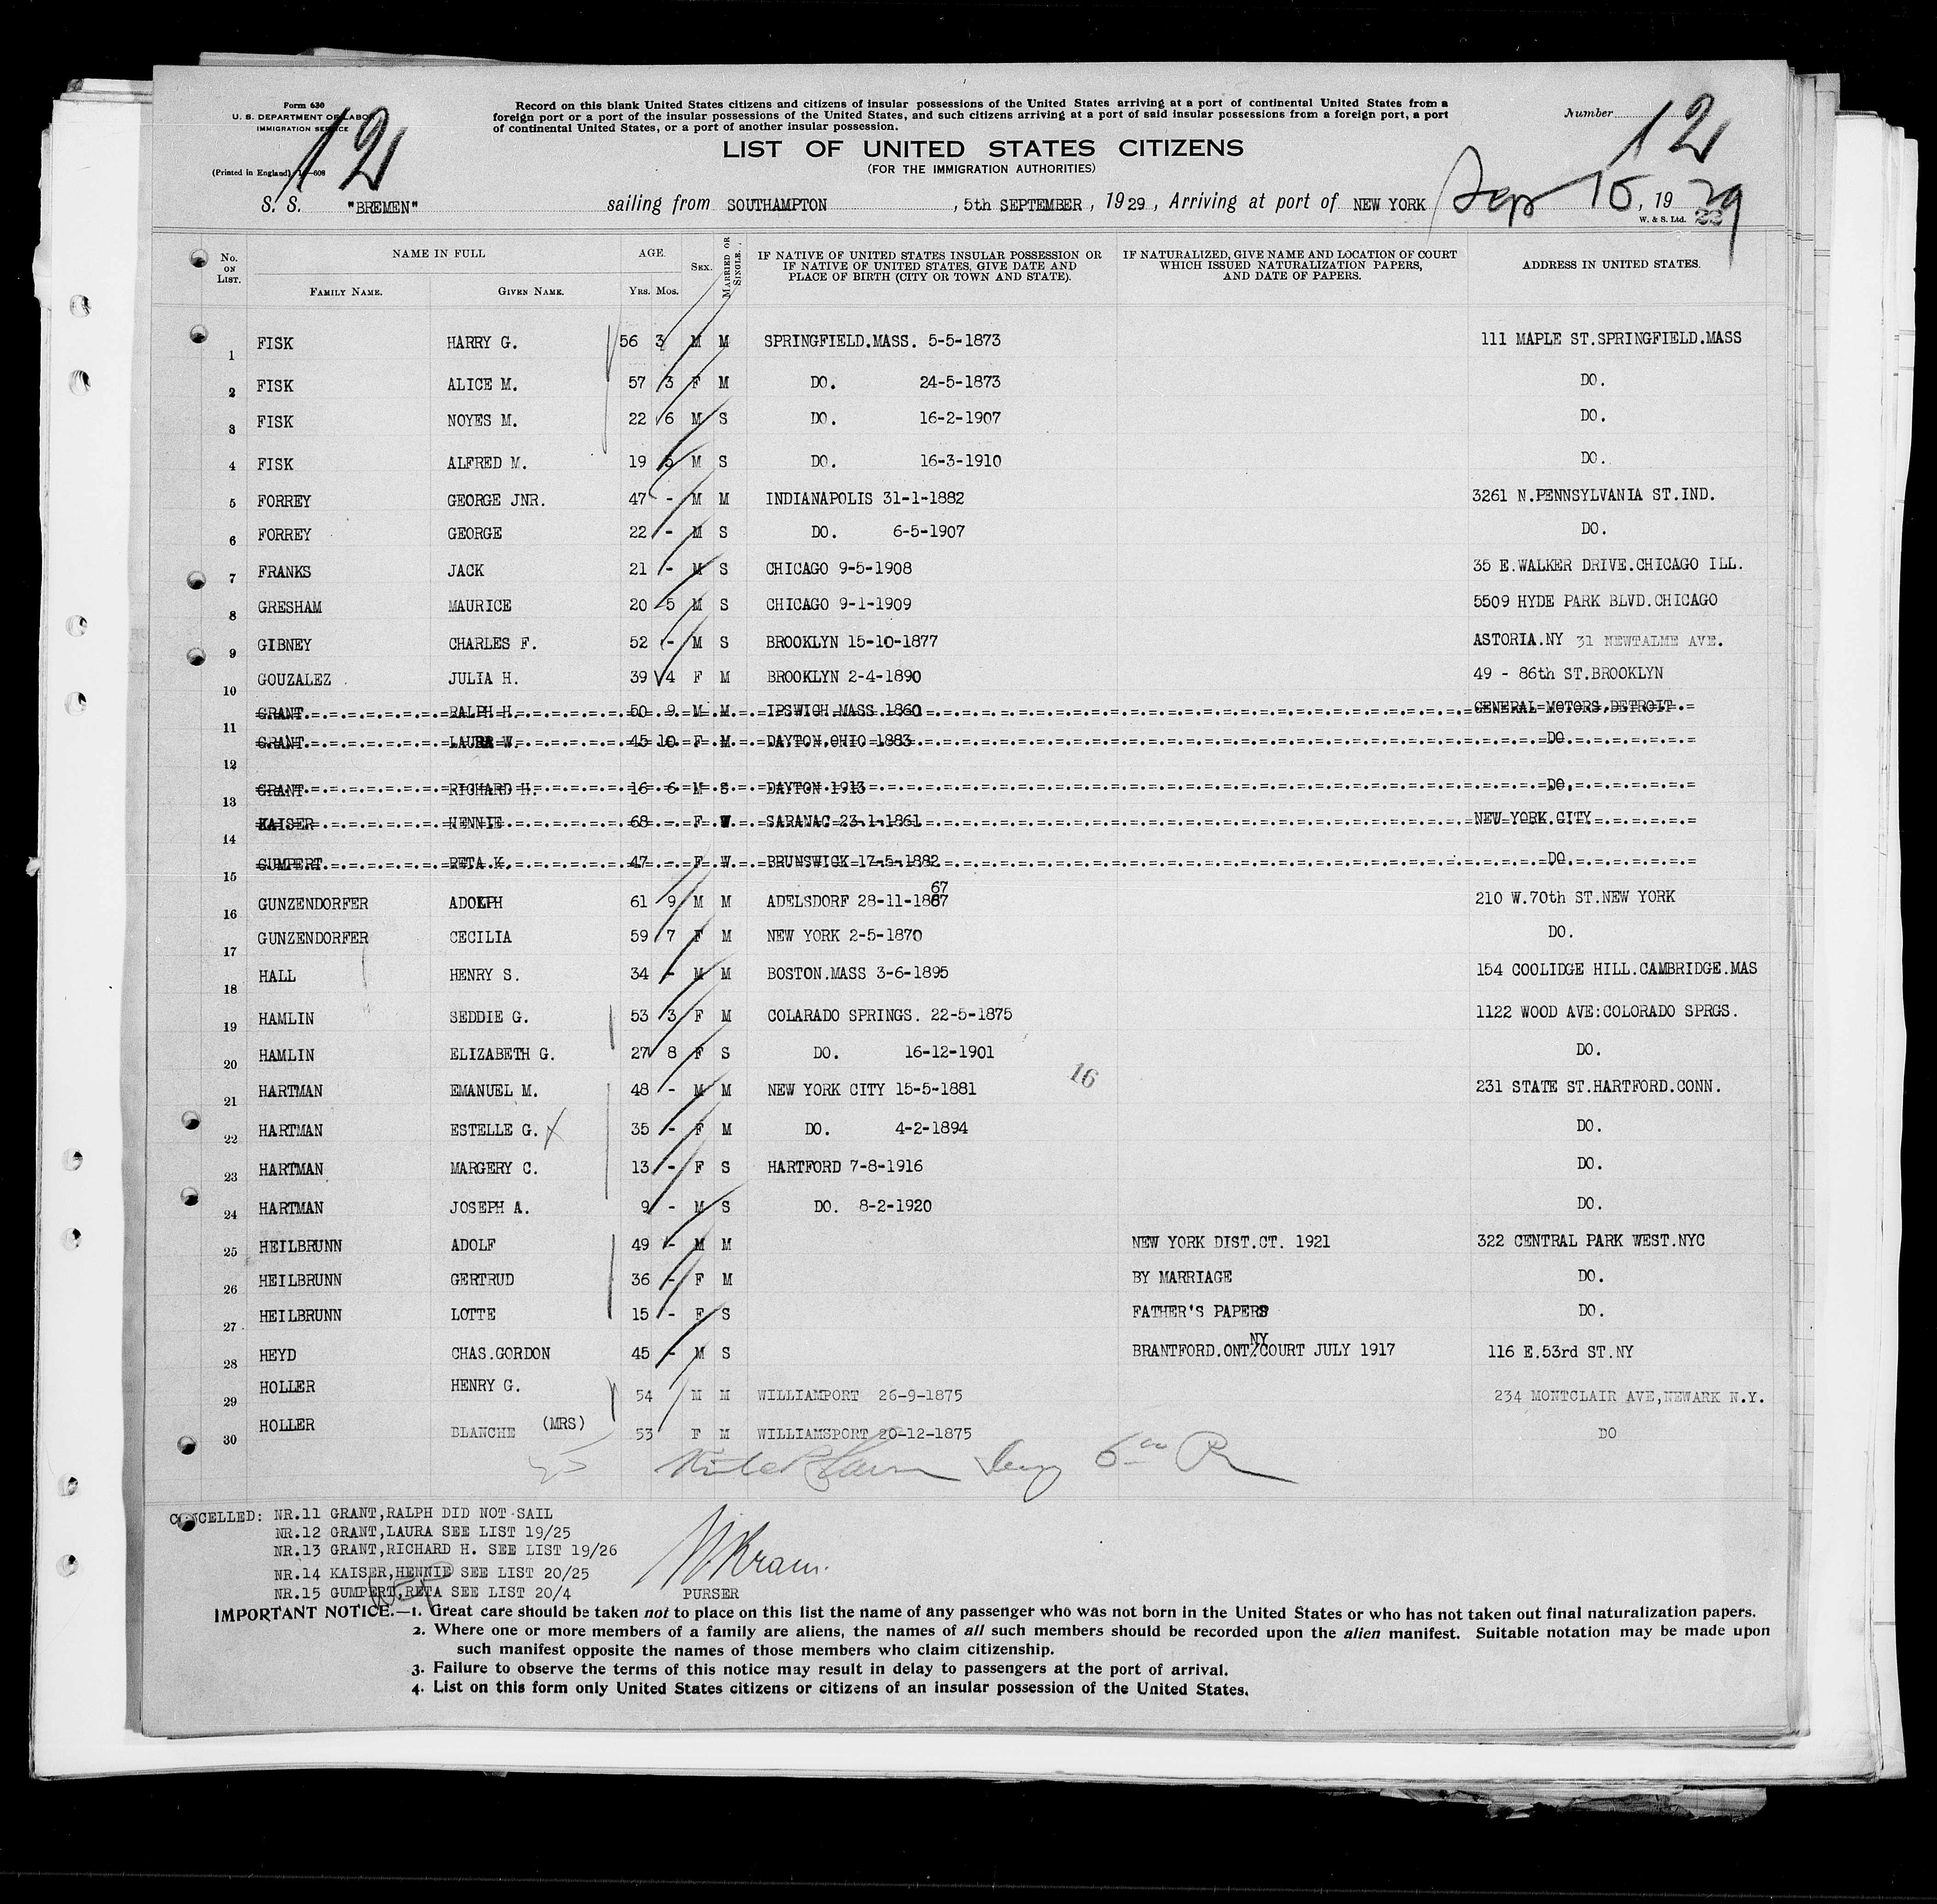 Form 630
U. S. DEPARTMENT OF LABOR
IMMIGRATION SERVICE
(Printed in England)
12
Record on this blank United States citizens and citizens of insular possessions of the United States arriving at a port of continental United States from a
foreign port or a port of the insular possessions of the United States, and such citizens arriving at a port of said insular possessions from a foreign port, a port
of continental United States, or a port of another insular possession.
Number 12
LIST OF UNITED STATES CITIZENS
(FOR THE IMMIGRATION AUTHORITIES)
S. S. "BREMEN" sailing from SOUTHAMPTON, 5th SEPTEMBER, 1929, Arriving at port of NEW YORK Sep 10, 1929
W. & S. Ltd.
No. ON LIST. NAME IN FULL FAMILY NAME. GIVEN NAME. AGE. YRS. MOS. SEX. MARRIED OR SINGLE. IF NATIVE OF UNITED STATES INSULAR POSSESSION OR IF NATIVE OF UNITED STATES, GIVE DATE AND PLACE OF BIRTH (CITY OR TOWN AND STATE). IF NATURALIZED, GIVE NAME AND LOCATION OF COURT WHICH ISSUED NATURALIZATION PAPERS, AND DATE OF PAPERS. ADDRESS IN UNITED STATES.
1 FISK HARRY G. 56 3 M M SPRINGFIELD.MASS. 5-5-1873 111 MAPLE ST.SPRINGFIELD.MASS
2 FISK ALICE M. 57 3 F M DO. 24-5-1873 DO.
3 FISK NOYES M. 22 6 M S DO. 16-2-1907 DO.
4 FISK ALFRED M. 19 5 M S DO. 16-3-1910 DO.
5 FORREY GEORGE JNR. 47 - M M INDIANAPOLIS 31-1-1882 3261 N.PENNSYLVANIA ST.IND.
6 FORREY GEORGE 22 - M S DO. 6-5-1907 DO.
7 FRANKS JACK 21 - M S CHICAGO 9-5-1908 35 E.WALKER DRIVE.CHICAGO ILL.
8 GRESHAM MAURICE 20 5 M S CHICAGO 9-1-1909 5509 HYDE PARK BLVD.CHICAGO
9 GIBNEY CHARLES F. 52 - M S BROOKLYN 15-10-1877 ASTORIA.NY 31 NEWTALME AVE.
10 GOUZALEZ JULIA H. 39 4 F M BROOKLYN 2-4-1890 49 - 86th ST.BROOKLYN
11 GRANT RALPH H. 50 9 M M IPSWICH MASS 1860 GENERAL MOTORS.DETROIT
12 GRANT LAURA W. 45 10 F M DAYTON.OHIO 1883 DO
13 GRANT RICHARD H. 16 6 M S DAYTON 1913 DO.
14 KAISER HENNIE 68 - F W SARANAC 23-1-1861 NEW YORK CITY
15 GUMPERT RETA K. 47 - F W BRUNSWICK 17-5-1882 DO.
16 GUNZENDORFER ADOLPH 61 9 M M ADELSDORF 28-11-1867 67 210 W.70th ST.NEW YORK
17 GUNZENDORFER CECILIA 59 7 F M NEW YORK 2-5-1870 DO.
18 HALL HENRY S. 34 - M M BOSTON.MASS 3-6-1895 154 COOLIDGE HILL.CAMBRIDGE.MAS
19 HAMLIN SEDDIE G. 53 3 F M COLARADO SPRINGS. 22-5-1875 1122 WOOD AVE:COLORADO SPRGS.
20 HAMLIN ELIZABETH G. 27 8 F S DO. 16-12-1901 DO.
16
21 HARTMAN EMANUEL M. 48 - M M NEW YORK CITY 15-5-1881 231 STATE ST.HARTFORD.CONN.
22 HARTMAN ESTELLE G. X 35 - F M DO. 4-2-1894 DO.
23 HARTMAN MARGERY C. 13 - F S HARTFORD 7-8-1916 DO.
24 HARTMAN JOSEPH A. 9 - M S DO. 8-2-1920 DO.
25 HEILBRUNN ADOLF 49 - M M NEW YORK DIST.CT. 1921 322 CENTRAL PARK WEST.NYC
26 HEILBRUNN GERTRUD 36 - F M BY MARRIAGE DO.
27 HEILBRUNN LOTTE 15 - F S FATHER'S PAPERS DO.
28 HEYD CHAS.GORDON 45 - M S BRANTFORD.ONT/NY COURT JULY 1917 116 E.53rd ST.NY
29 HOLLER HENRY G. 54 M M WILLIAMPORT 26-9-1875 234 MONTCLAIR AVE,NEWARK N.Y.
30 HOLLER BLANCHE (MRS) 53 F M WILLIAMSPORT 20-12-1875 DO
CANCELLED: NR.11 GRANT,RALPH DID NOT SAIL
NR.12 GRANT,LAURA SEE LIST 19/25
NR.13 GRANT,RICHARD H. SEE LIST 19/26
NR.14 KAISER,HENNIE SEE LIST 20/25
NR.15 GUMPERT,RETA SEE LIST 20/4
PURSER
IMPORTANT NOTICE.—1. Great care should be taken not to place on this list the name of any passenger who was not born in the United States or who has not taken out final naturalization papers.
2. Where one or more members of a family are aliens, the names of all such members should be recorded upon the alien manifest. Suitable notation may be made upon
such manifest opposite the names of those members who claim citizenship.
3. Failure to observe the terms of this notice may result in delay to passengers at the port of arrival.
4. List on this form only United States citizens or citizens of an insular possession of the United States.